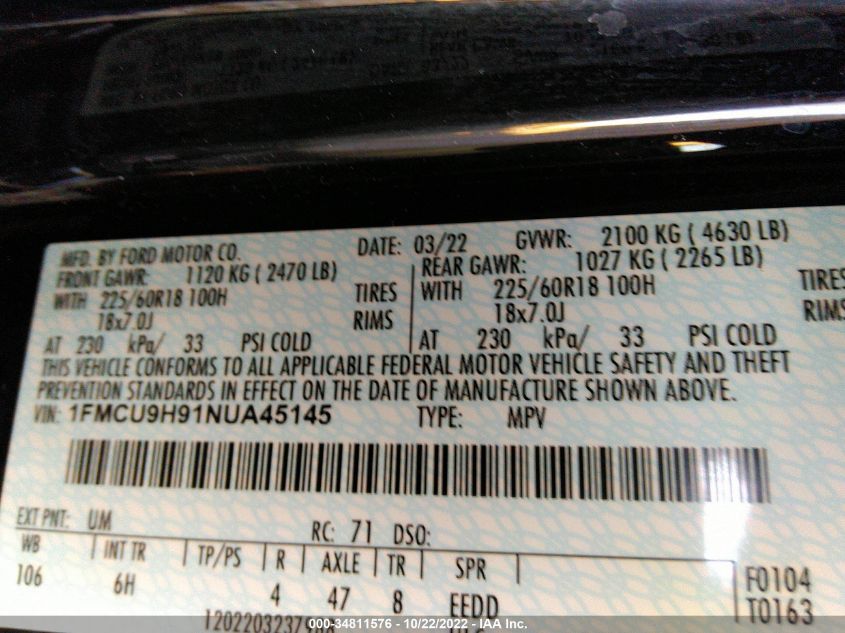 MFD. BY FORD MOTOR CO. DATE: 03/22 GVWR: 2100 KG ( 4630 LB)
FRONT GAWR: 1120 KG ( 2470 LB) REAR GAWR: 1027 KG ( 2265 LB)
WITH 225/60R18 100H TIRES WITH 225/60R18 100H TIRES
18x7.0J RIMS 18x7.0J RIMS
AT 230 kPa/ 33 PSI COLD AT 230 kPa/ 33 PSI COLD
THIS VEHICLE CONFORMS TO ALL APPLICABLE FEDERAL MOTOR VEHICLE SAFETY AND THEFT
PREVENTION STANDARDS IN EFFECT ON THE DATE OF MANUFACTURE SHOWN ABOVE.
VIN: 1FMCU9H91NUA45145 TYPE: MPV
EXT PNT: UM RC: 71 DSO:
WB INT TR TP/PS R AXLE TR SPR
106 6H 4 47 8 EEDD
F0104
T0163
000-34811576 - 10/22/2022 - IAA Inc.